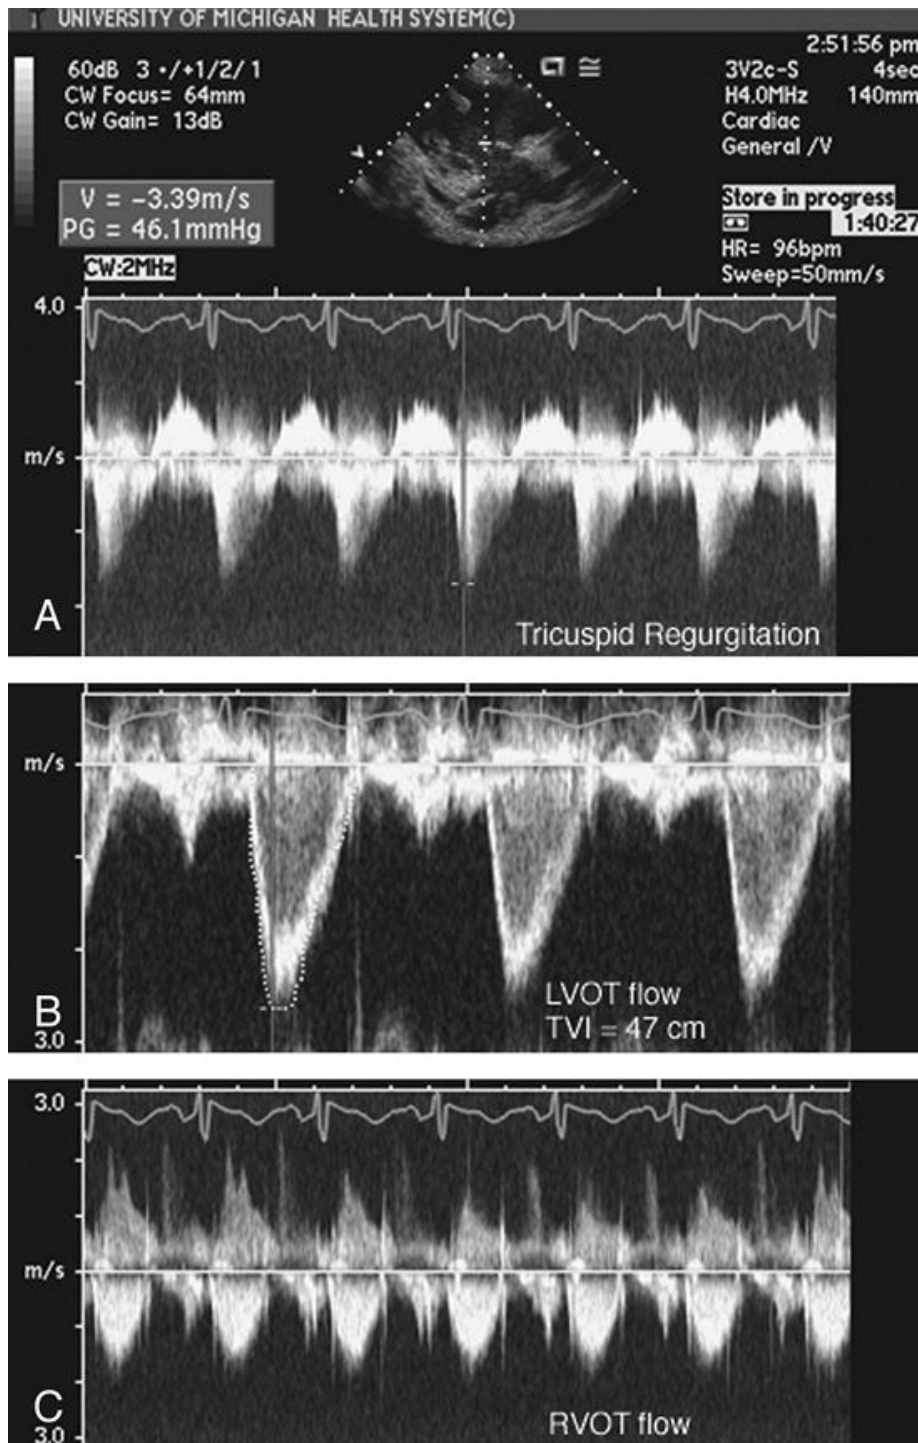 UNIVERSITY OF MICHIGAN HEALTH SYSTEM(C)
2:51:56 pm
60dB 3 •/+1/2/ 1
CW Focus= 64mm
CW Gain= 13dB
3V2c-S 4sec
H4.0MHz 140mm
Cardiac
General /V
V = -3.39m/s
PG = 46.1mmHg
Store in progress
1:40:27
HR= 96bpm
Sweep=50mm/s
CW:2MHz
4.0
m/s
A
Tricuspid Regurgitation
m/s
B
LVOT flow
TVI = 47 cm
3.0
3.0
m/s
C
RVOT flow
3.0